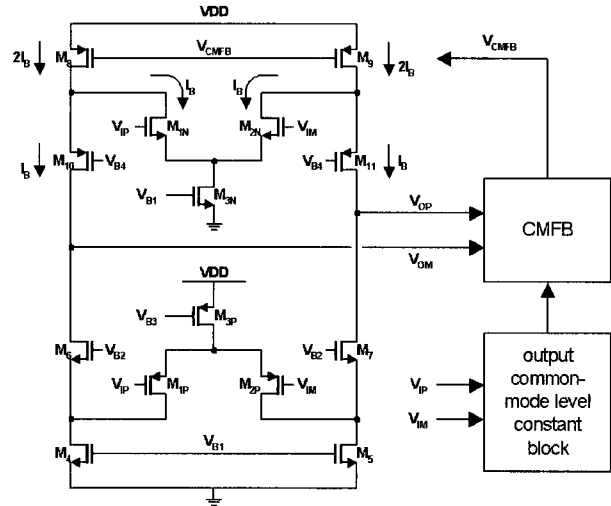 VDD
2I_B M_8 V_CMFB M_9 2I_B V_CMFB
I_B I_B
V_IP M_1N M_2N V_IM
I_B M_10 V_B4 V_B4 M_11 I_B
V_B1 M_3N
V_OP
CMFB
V_OM
VDD
V_B3 M_3P
M_6 V_B2 V_B2 M_7
V_IP M_1P M_2P V_IM
V_IP
V_IM
output
common-
mode level
constant
block
M_4 V_B1 M_5